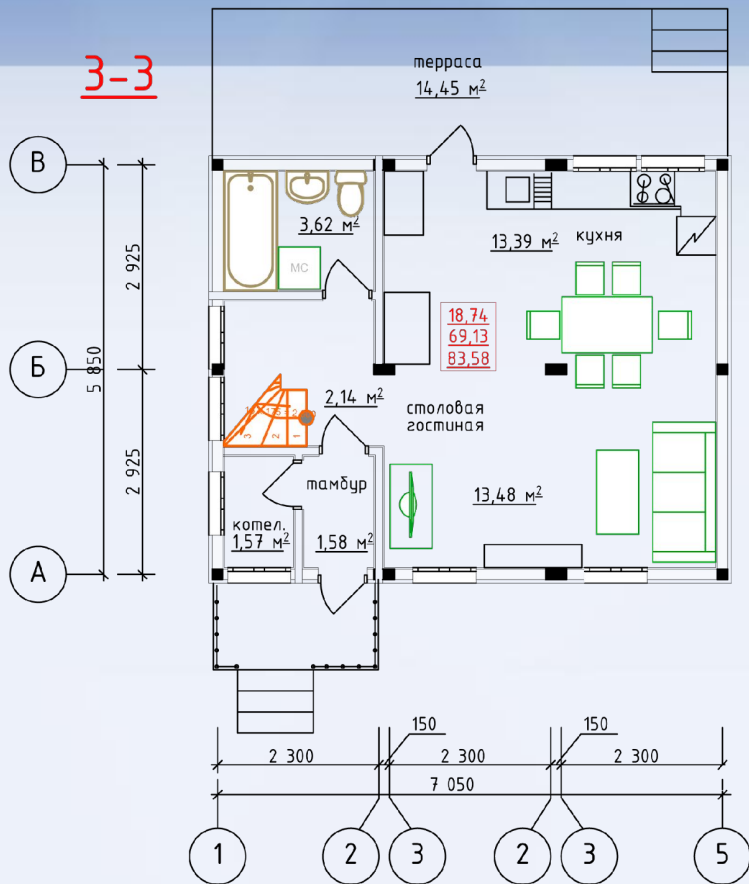 3-3
терраса
14,45 м²
В
3,62 м²
МС
13,39 м²
кухня
2 925
18,74
69,13
83,58
Б
5 850
2,14 м²
столовая
гостиная
3
2
1
2 925
тамбур
13,48 м²
котел.
1,57 м²
1,58 м²
А
150
150
2 300
2 300
2 300
7 050
1
2
3
2
3
5